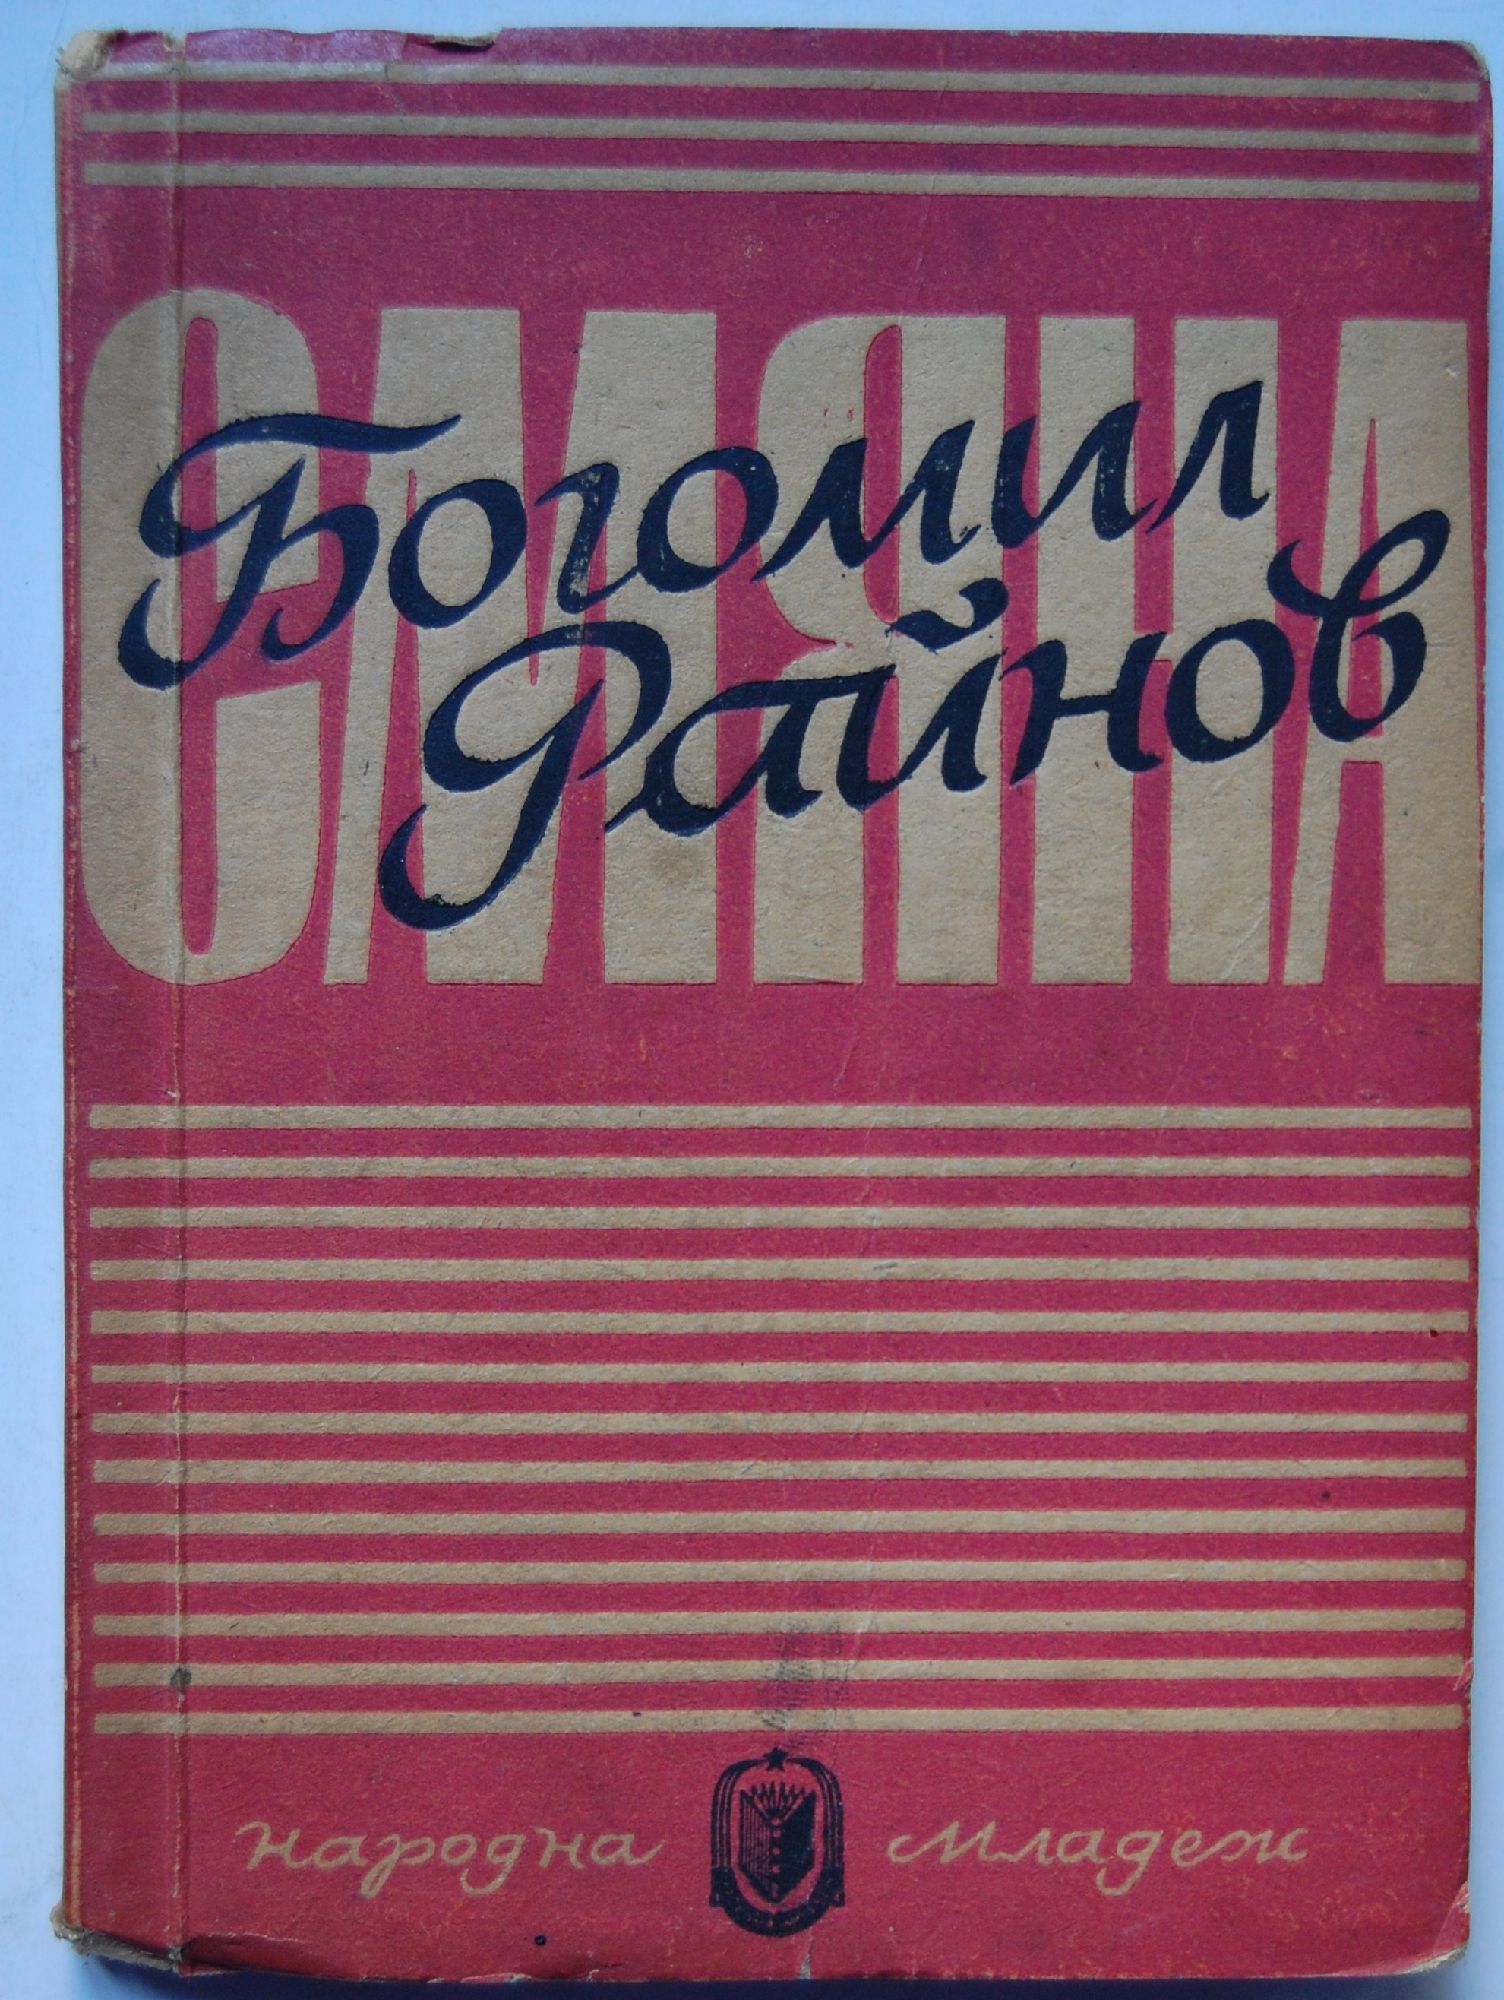 СМЯНА
Богомил
Райнов
народна младеж